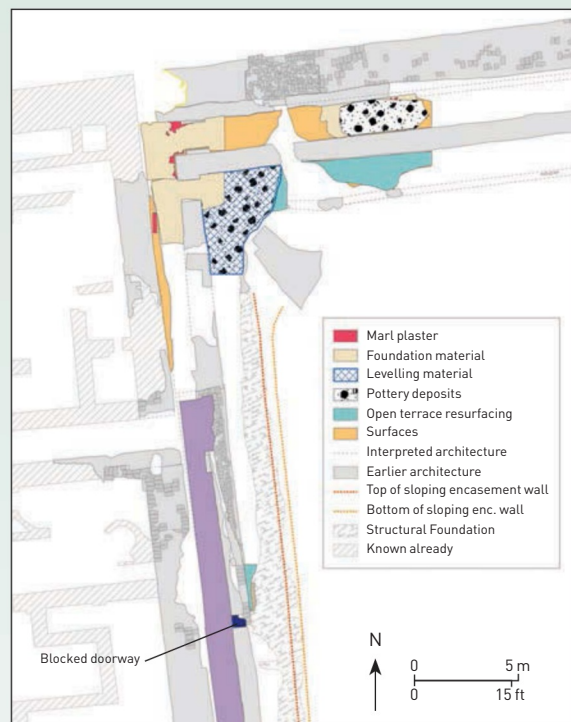 Marl plaster
Foundation material
Levelling material
Pottery deposits
Open terrace resurfacing
Surfaces
Interpreted architecture
Earlier architecture
Top of sloping encasement wall
Bottom of sloping enc. wall
Structural Foundation
Known already
Blocked doorway
N
0 5 m
0 15 ft